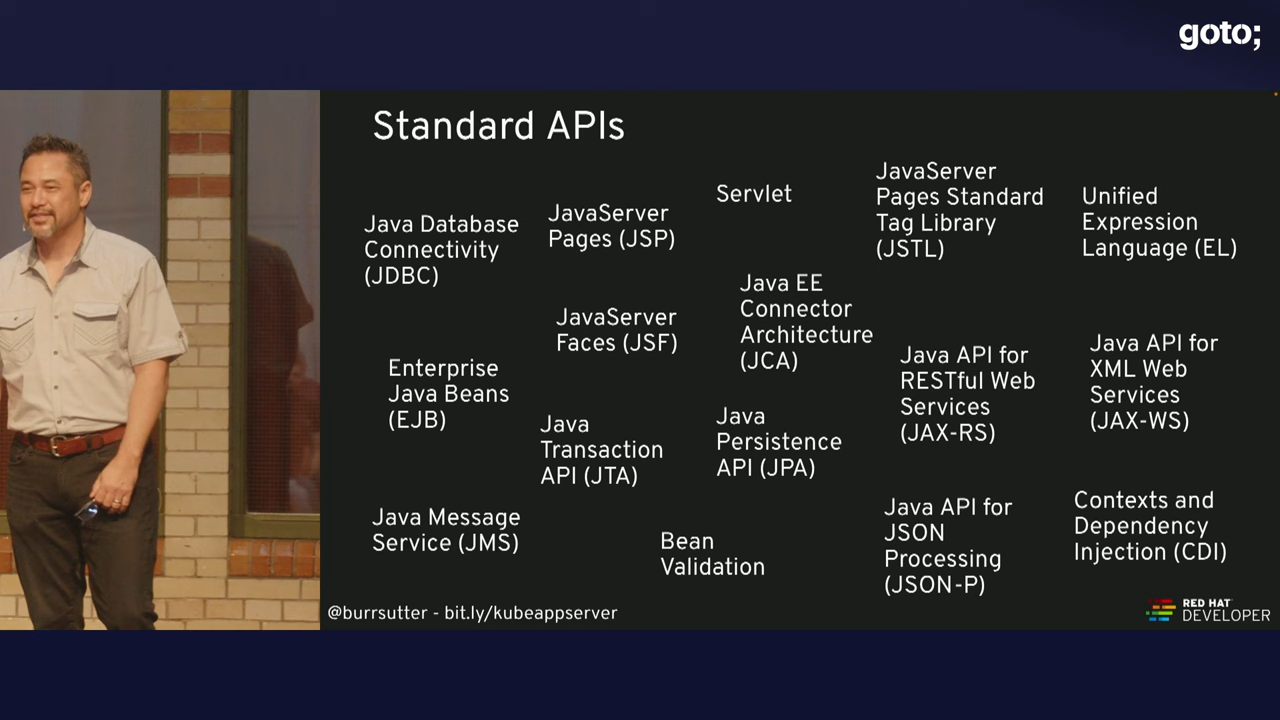 goto;
Standard APIs
Java Database
Connectivity
(JDBC)
JavaServer
Pages (JSP)
Servlet
JavaServer
Pages Standard
Tag Library
(JSTL)
Unified
Expression
Language (EL)
JavaServer
Faces (JSF)
Java EE
Connector
Architecture
(JCA)
Enterprise
Java Beans
(EJB)
Java API for
RESTful Web
Services
(JAX-RS)
Java API for
XML Web
Services
(JAX-WS)
Java
Transaction
API (JTA)
Java
Persistence
API (JPA)
Java Message
Service (JMS)
Bean
Validation
Java API for
JSON
Processing
(JSON-P)
Contexts and
Dependency
Injection (CDI)
@burrsutter - bit.ly/kubeappserver
RED HAT
DEVELOPER